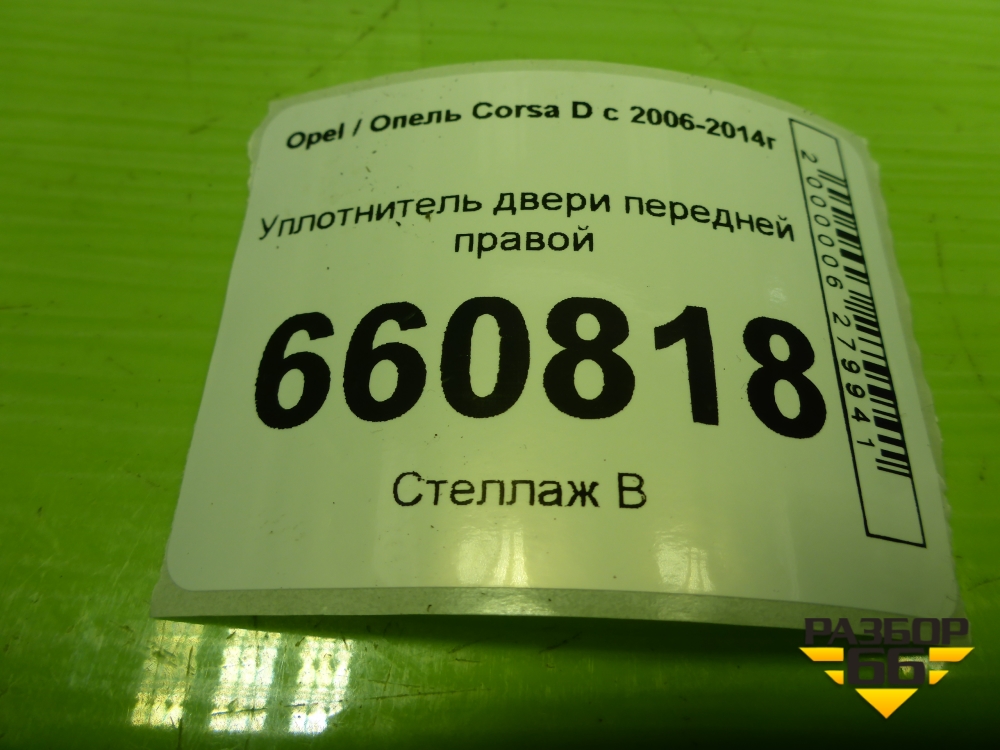 Opel / Опель Corsa D с 2006-2014г
Уплотнитель двери передней
правой
660818
Стеллаж В
2000006279941
РАЗБОР
66